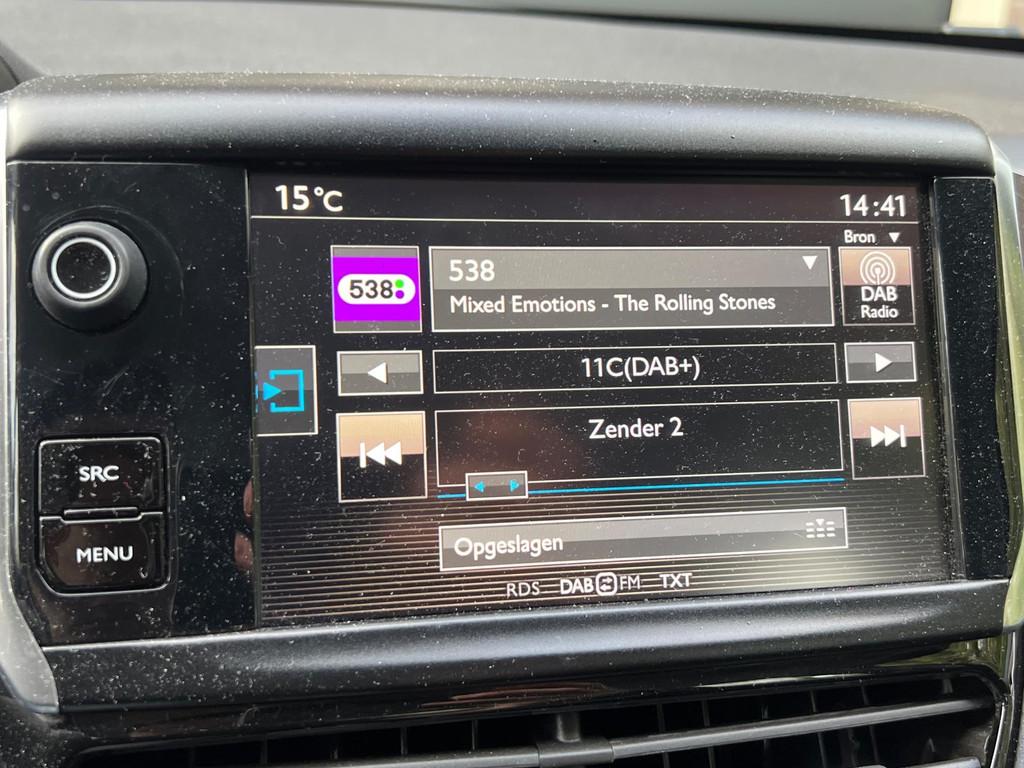 15°C
14:41
Bron
538
538
Mixed Emotions - The Rolling Stones
DAB
Radio
11C(DAB+)
Zender 2
SRC
MENU
Opgeslagen
RDS DAB FM TXT